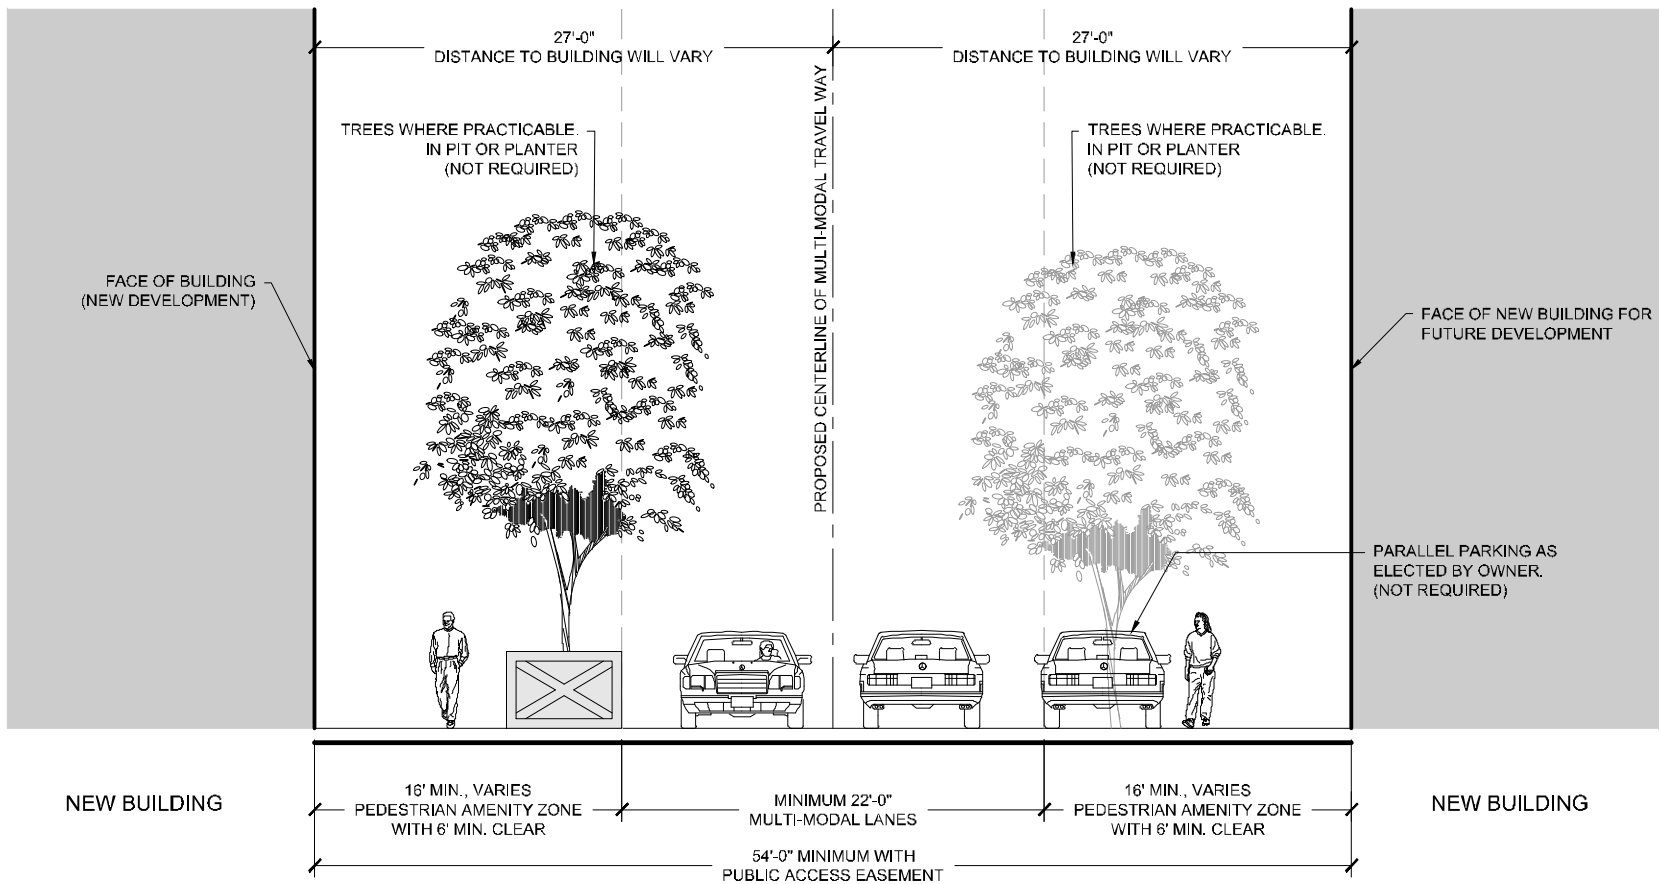 27'-0"
DISTANCE TO BUILDING WILL VARY
27'-0"
DISTANCE TO BUILDING WILL VARY
PROPOSED CENTERLINE OF MULTI-MODAL TRAVEL WAY
TREES WHERE PRACTICABLE.
IN PIT OR PLANTER
(NOT REQUIRED)
TREES WHERE PRACTICABLE.
IN PIT OR PLANTER
(NOT REQUIRED)
FACE OF BUILDING
(NEW DEVELOPMENT)
FACE OF NEW BUILDING FOR
FUTURE DEVELOPMENT
PARALLEL PARKING AS
ELECTED BY OWNER.
(NOT REQUIRED)
NEW BUILDING
16' MIN., VARIES
PEDESTRIAN AMENITY ZONE
WITH 6' MIN. CLEAR
MINIMUM 22'-0"
MULTI-MODAL LANES
16' MIN., VARIES
PEDESTRIAN AMENITY ZONE
WITH 6' MIN. CLEAR
NEW BUILDING
54'-0" MINIMUM WITH
PUBLIC ACCESS EASEMENT